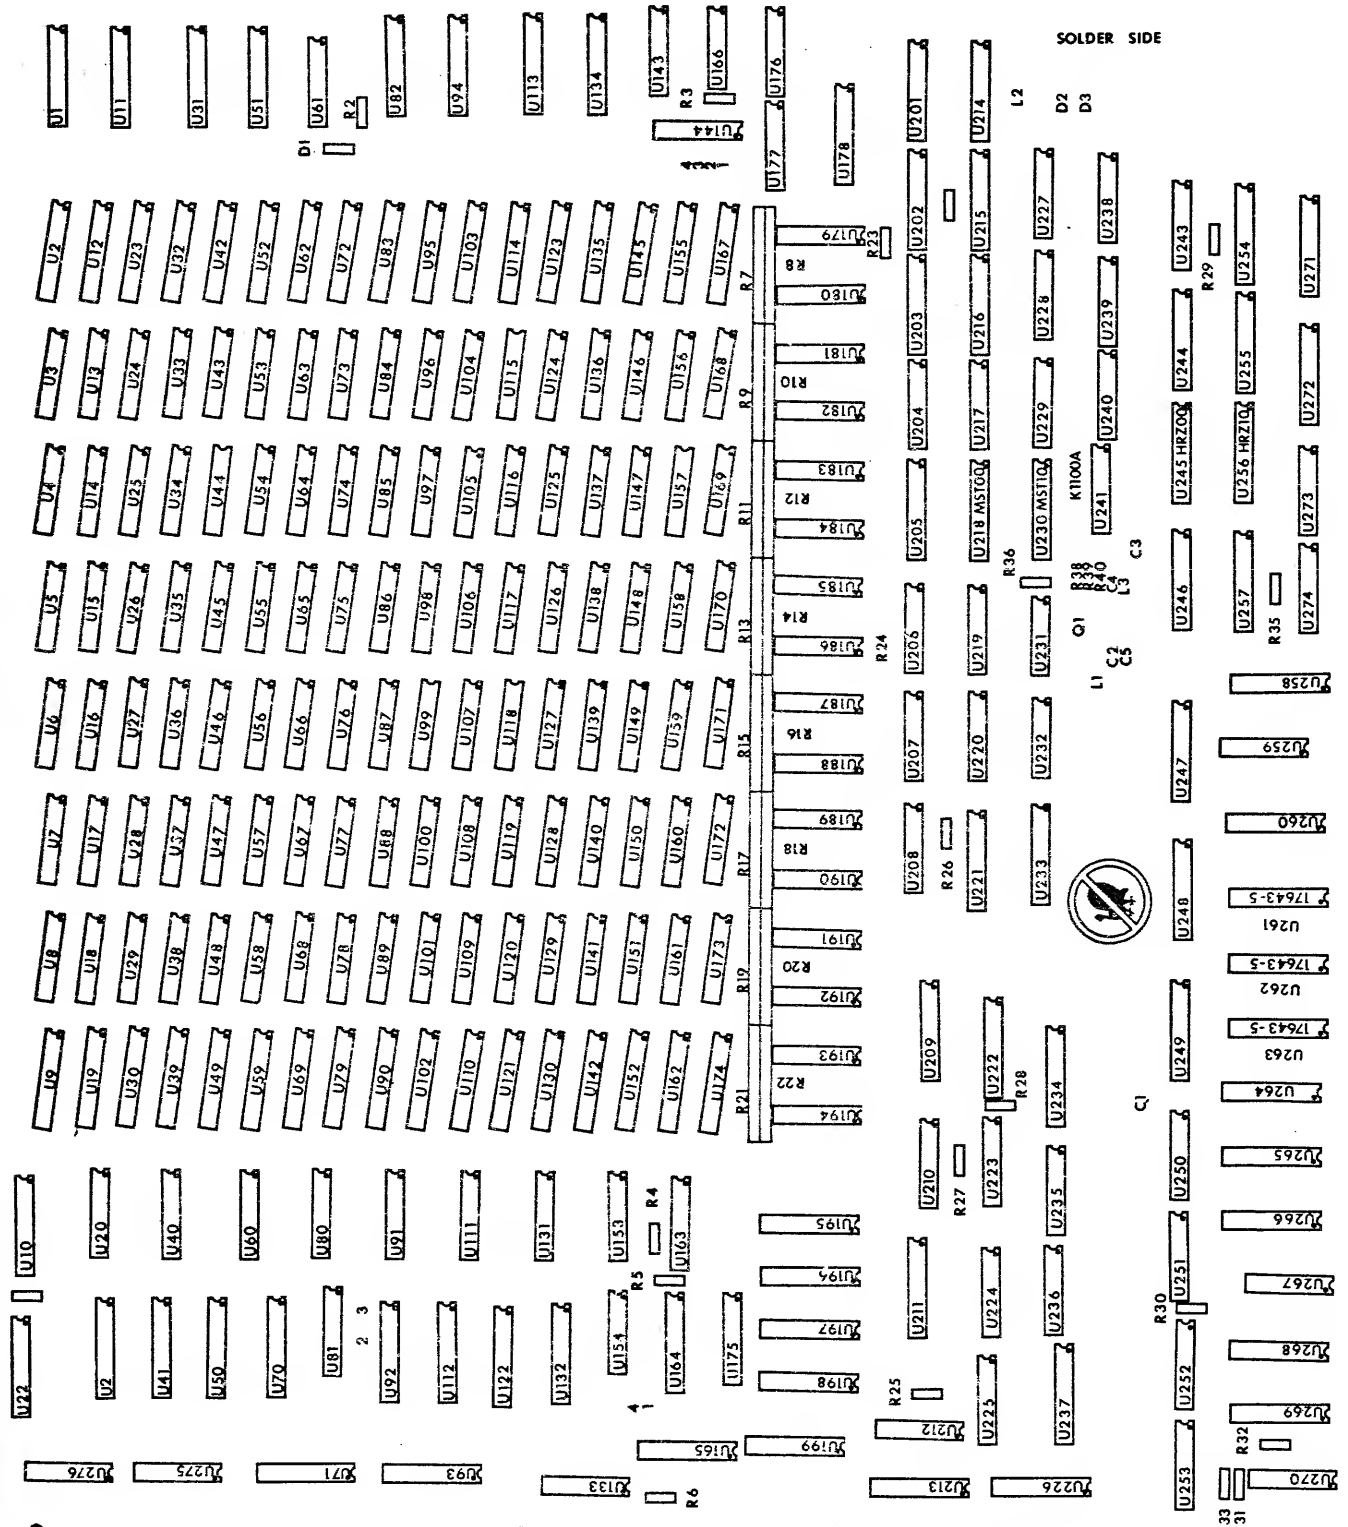 SOLDER SIDE
U1 U11 U31 U51 U61 R2 U82 U94 U113 U134 U143 R3 U166 U176
D1 U144 4 3 2 1 U177 U178
U201 U214 L2 D2 D3
U2 U12 U23 U32 U42 U52 U62 U72 U83 U95 U103 U114 U123 U135 U145 U155 U167 R7 U179 R8 U180 R23
U202 U215 U227 U238 U243 R29 U254 U271
U3 U13 U24 U33 U43 U53 U63 U73 U84 U96 U104 U115 U124 U136 U146 U156 U168 R9 U181 R10 U182
U203 U216 U228 U239 U244 U255 U272
U204 U217 U229 U240 U245 HRZ00 U256 HRZ10
U4 U14 U25 U34 U44 U54 U64 U74 U85 U97 U105 U116 U125 U137 U147 U157 U169 R11 U183 R12 U184
U205 U218 MST00 U230 MST10 K1100A U241 U273
R36 R38 R39 R40 C4 L3 C3
U5 U15 U26 U35 U45 U55 U65 U75 U86 U98 U106 U117 U126 U138 U148 U158 U170 R13 U185 R14 U186 R24
U206 U219 U231 Q1 C2 C5 L1 U246 U257 R35 U274
U258
U6 U16 U27 U36 U46 U56 U66 U76 U87 U99 U107 U118 U127 U139 U149 U159 U171 R15 U187 R16 U188
U207 U220 U232 U247 U259
U7 U17 U28 U37 U47 U57 U67 U77 U88 U100 U108 U119 U128 U140 U150 U160 U172 R17 U189 R18 U190
U208 R26 U221 U233 U248 U260
17643-5
U261
U8 U18 U29 U38 U48 U58 U68 U78 U89 U101 U109 U120 U129 U141 U151 U161 U173 R19 U191 R20 U192
17643-5
U262
U209 U222 R28 U234 U249
17643-5
U263
U9 U19 U30 U39 U49 U59 U69 U79 U90 U102 U110 U121 U130 U142 U152 U162 U174 R21 U193 R22 U194
C1 U264
U210 R27 U223 U235 U250 U265
U10 U20 U40 U60 U80 U91 U111 U131 U153 R4 U163 U195
R5 U196 U211 U224 U236 U251 U266
R30 U267
U22 U2 U41 U50 U70 U81 2 3 U92 U112 U122 U132 U154 U164 U175 U197
U198 4 1 R25 U225 U237 U252 U268
U212 U269
U165 U199 R32
U276 U275 U71 U93 U133 R6 U213 U226 U253 33 31 U270